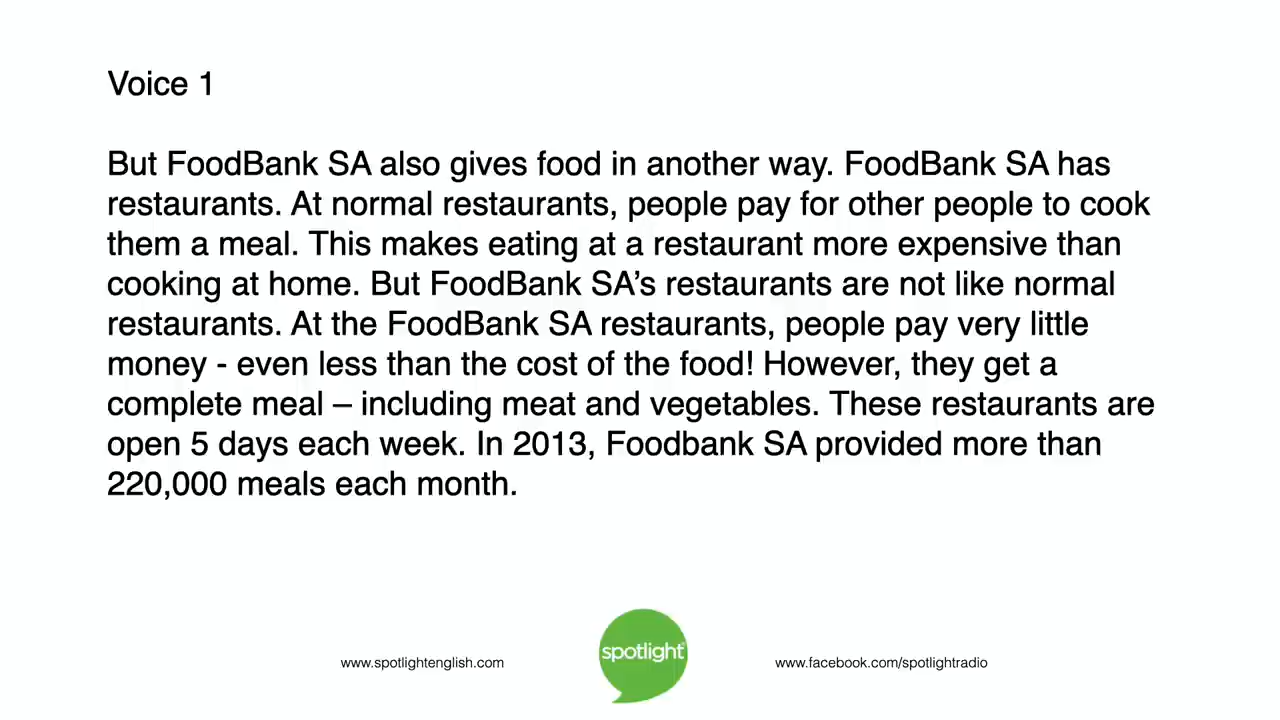 Voice 1
But FoodBank SA also gives food in another way. FoodBank SA has
restaurants. At normal restaurants, people pay for other people to cook
them a meal. This makes eating at a restaurant more expensive than
cooking at home. But FoodBank SA’s restaurants are not like normal
restaurants. At the FoodBank SA restaurants, people pay very little
money - even less than the cost of the food! However, they get a
complete meal – including meat and vegetables. These restaurants are
open 5 days each week. In 2013, Foodbank SA provided more than
220,000 meals each month.
www.spotlightenglish.com
spotlight
www.facebook.com/spotlightradio